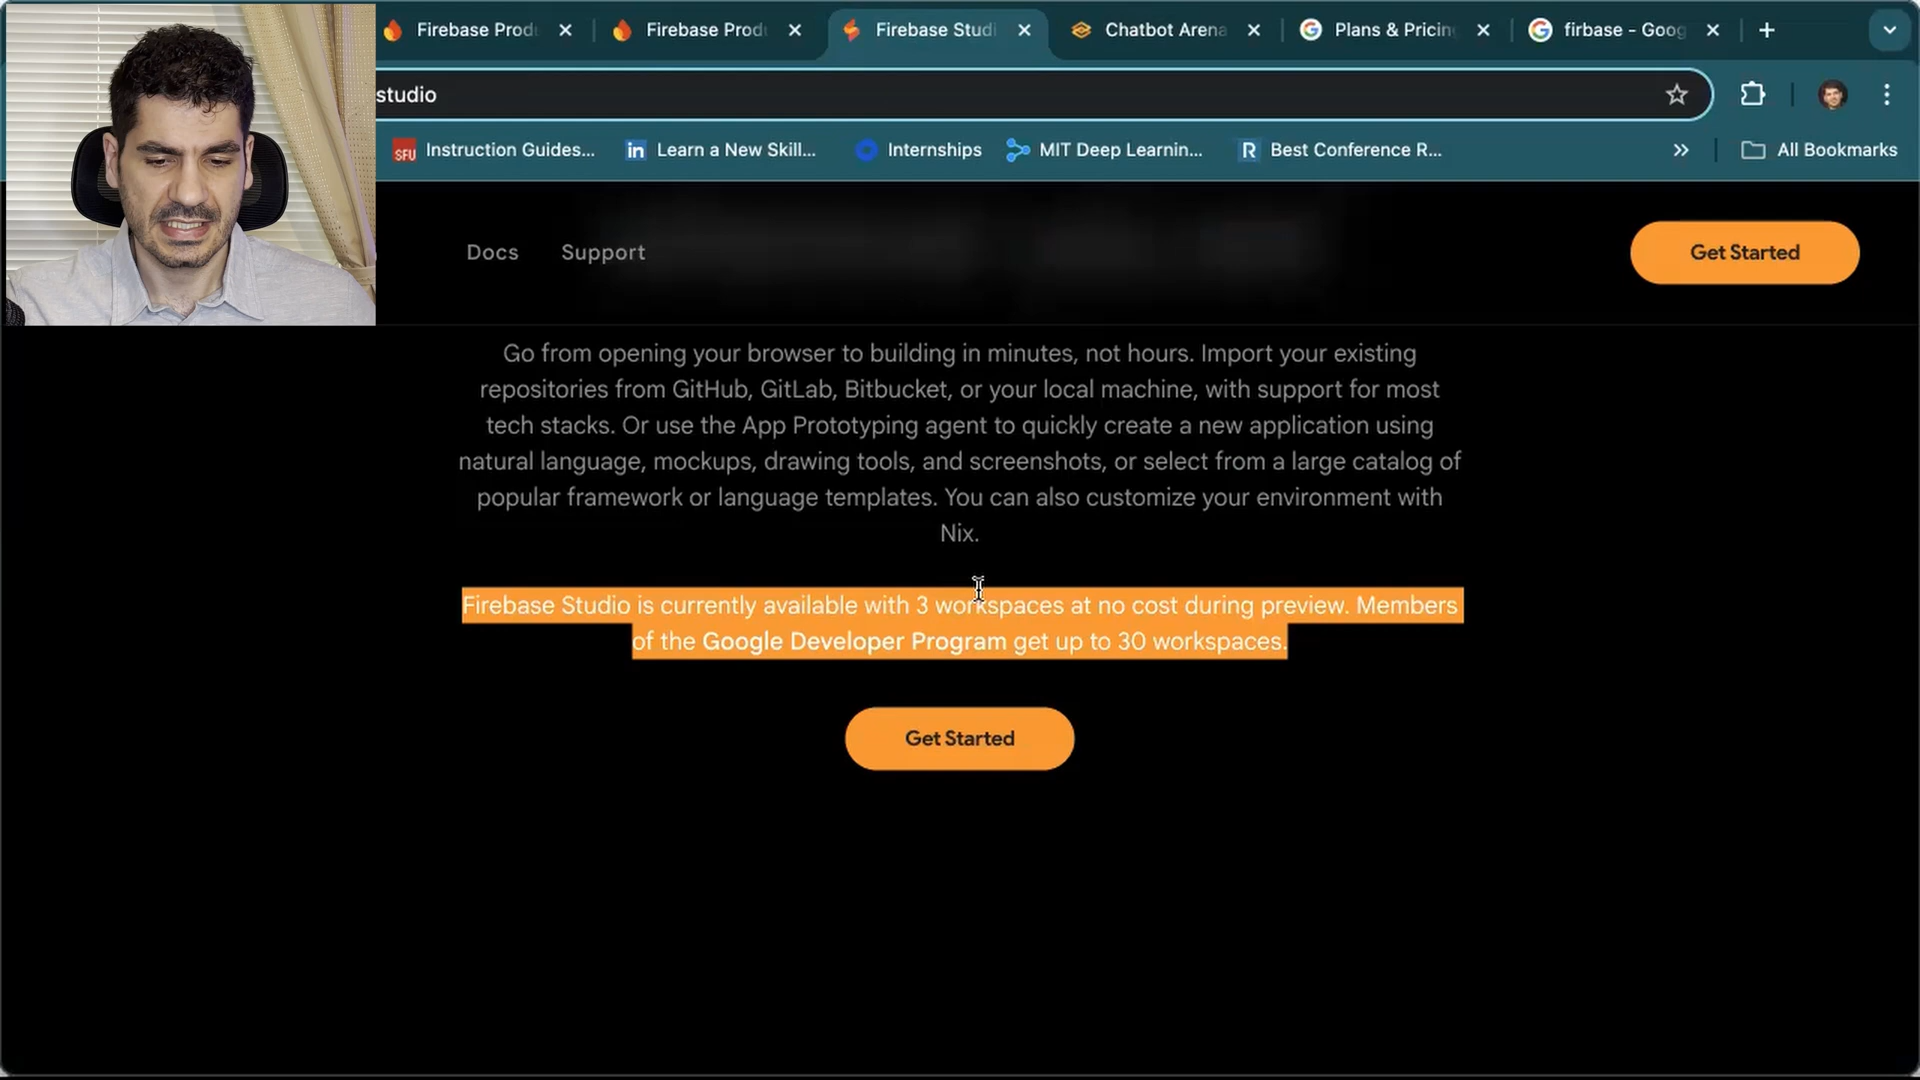 Firebase Prod
Firebase Prod
Firebase Studi
Chatbot Arena
Plans & Pricing
firbase - Goog
studio
SFU
Instruction Guides...
in
Learn a New Skill...
Internships
MIT Deep Learnin...
R
Best Conference R...
All Bookmarks
Docs
Support
Get Started
Go from opening your browser to building in minutes, not hours. Import your existing
repositories from GitHub, GitLab, Bitbucket, or your local machine, with support for most
tech stacks. Or use the App Prototyping agent to quickly create a new application using
natural language, mockups, drawing tools, and screenshots, or select from a large catalog of
popular framework or language templates. You can also customize your environment with
Nix.
Firebase Studio is currently available with 3 workspaces at no cost during preview. Members
of the Google Developer Program get up to 30 workspaces.
Get Started